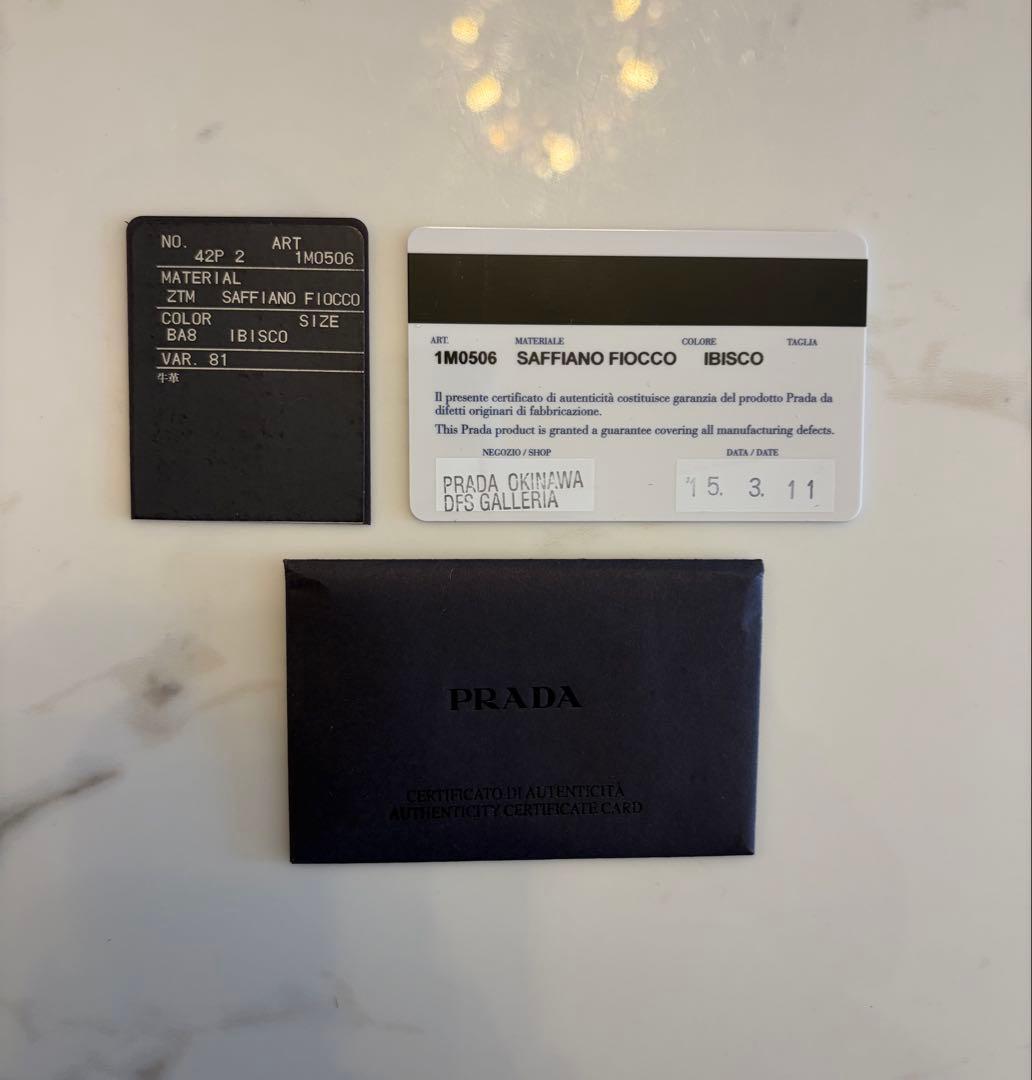 NO. ART
42P 2 1M0506
MATERIAL
ZTM SAFFIANO FIOCCO
COLOR SIZE
BA8 IBISCO
VAR. 81
牛革
ART. MATERIALE COLORE TAGLIA
1M0506 SAFFIANO FIOCCO IBISCO
Il presente certificato di autenticità costituisce garanzia del prodotto Prada da
difetti originari di fabbricazione.
This Prada product is granted a guarantee covering all manufacturing defects.
NEGOZIO / SHOP DATA / DATE
PRADA OKINAWA
DFS GALLERIA
'15. 3. 11
PRADA
CERTIFICATO DI AUTENTICITÀ
AUTHENTICITY CERTIFICATE CARD